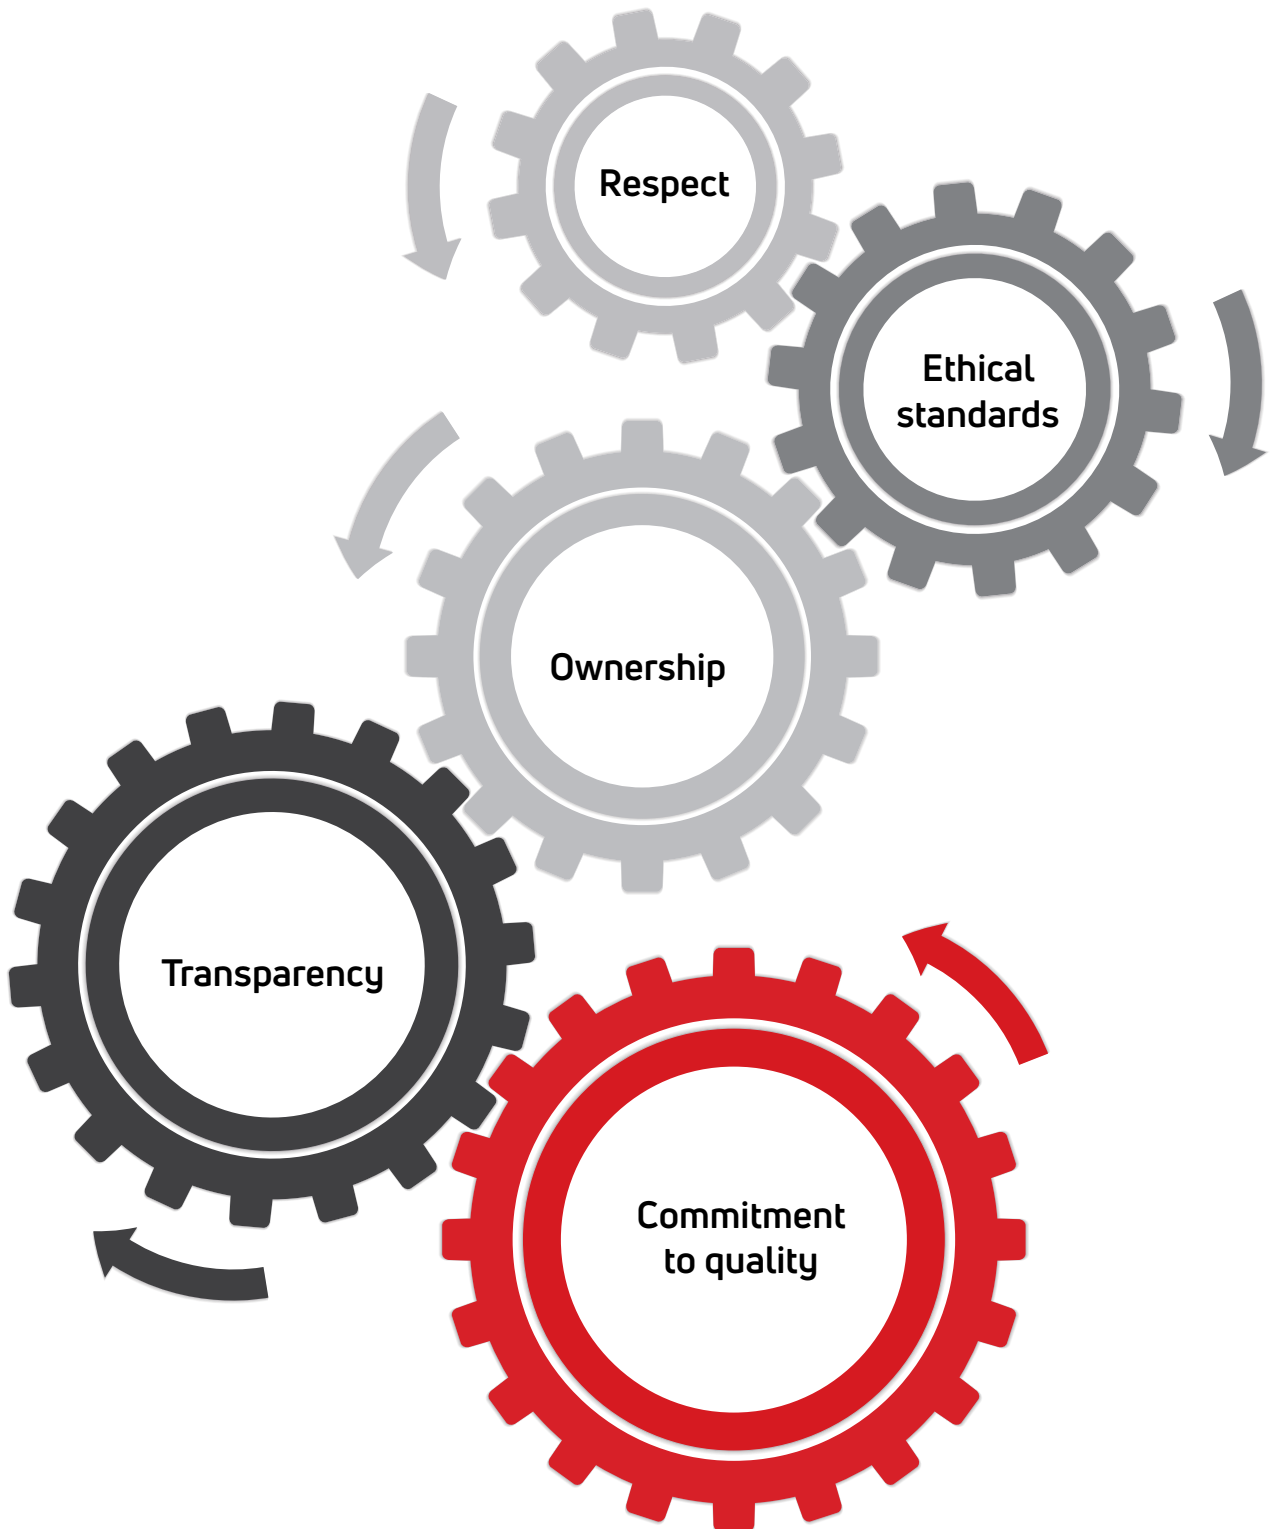 Respect
Ethical
standards
Ownership
Transparency
Commitment
to quality